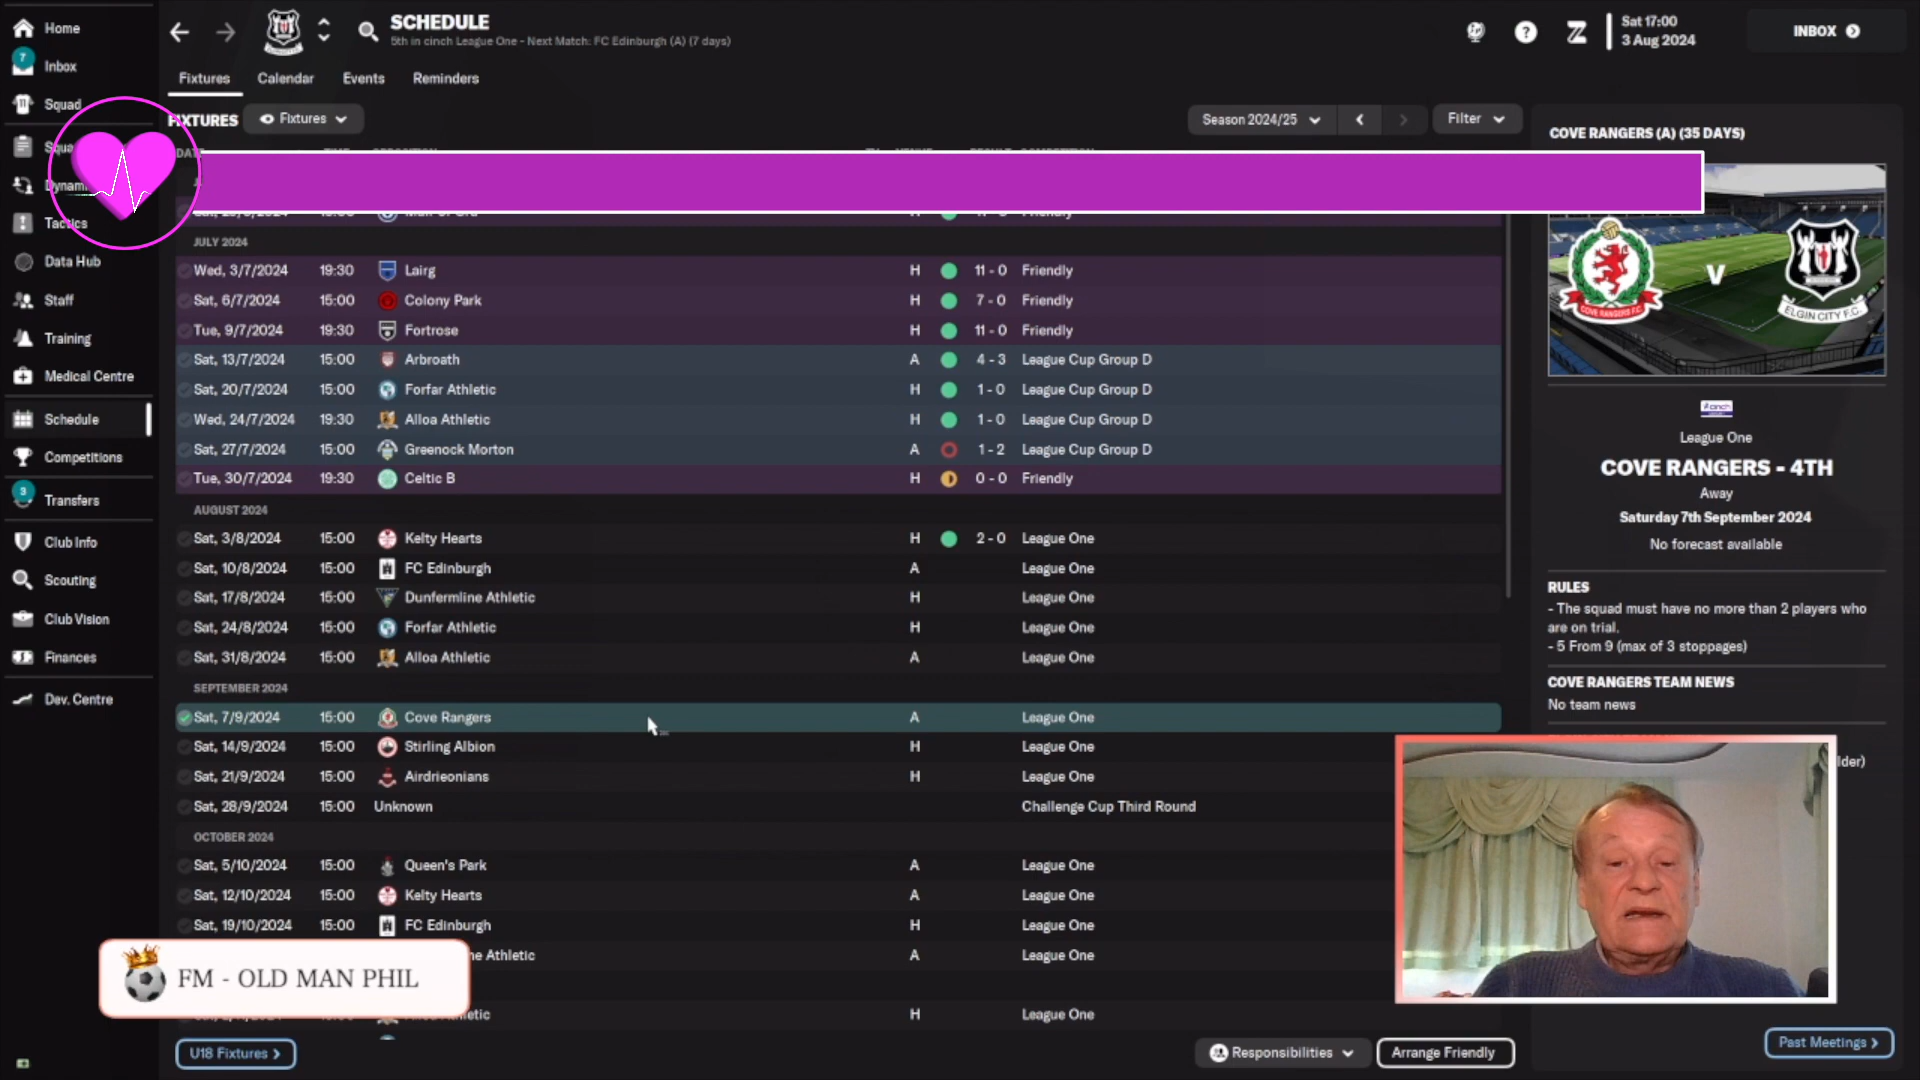 Home
7
Inbox
Squad
Tactics
Data Hub
Staff
Training
Medical Centre
Schedule
Competitions
3
Transfers
Club Info
Scouting
Club Vision
Finances
Dev. Centre
SCHEDULE
5th in cinch League One - Next Match: FC Edinburgh (A) (7 days)
Sat 17:00
3 Aug 2024
INBOX
Fixtures Calendar Events Reminders
FIXTURES Fixtures Season 2024/25 Filter
JULY 2024
Wed, 3/7/2024 19:30 Lairg H 11 - 0 Friendly
Sat, 6/7/2024 15:00 Colony Park H 7 - 0 Friendly
Tue, 9/7/2024 19:30 Fortrose H 11 - 0 Friendly
Sat, 13/7/2024 15:00 Arbroath A 4 - 3 League Cup Group D
Sat, 20/7/2024 15:00 Forfar Athletic H 1 - 0 League Cup Group D
Wed, 24/7/2024 19:30 Alloa Athletic H 1 - 0 League Cup Group D
Sat, 27/7/2024 15:00 Greenock Morton A 1 - 2 League Cup Group D
Tue, 30/7/2024 19:30 Celtic B H 0 - 0 Friendly
AUGUST 2024
Sat, 3/8/2024 15:00 Kelty Hearts H 2 - 0 League One
Sat, 10/8/2024 15:00 FC Edinburgh A League One
Sat, 17/8/2024 15:00 Dunfermline Athletic H League One
Sat, 24/8/2024 15:00 Forfar Athletic H League One
Sat, 31/8/2024 15:00 Alloa Athletic A League One
SEPTEMBER 2024
Sat, 7/9/2024 15:00 Cove Rangers A League One
Sat, 14/9/2024 15:00 Stirling Albion H League One
Sat, 21/9/2024 15:00 Airdrieonians H League One
Sat, 28/9/2024 15:00 Unknown Challenge Cup Third Round
OCTOBER 2024
Sat, 5/10/2024 15:00 Queen's Park A League One
Sat, 12/10/2024 15:00 Kelty Hearts A League One
Sat, 19/10/2024 15:00 FC Edinburgh H League One
Athletic A League One
H League One
FM - OLD MAN PHIL
U18 Fixtures
Responsibilities Arrange Friendly
COVE RANGERS (A) (35 DAYS)
COVE RANGERS F.C.
V
ELGIN CITY F.C.
cinch
League One
COVE RANGERS - 4TH
Away
Saturday 7th September 2024
No forecast available
RULES
- The squad must have no more than 2 players who
are on trial.
- 5 From 9 (max of 3 stoppages)
COVE RANGERS TEAM NEWS
No team news
lder)
Past Meetings